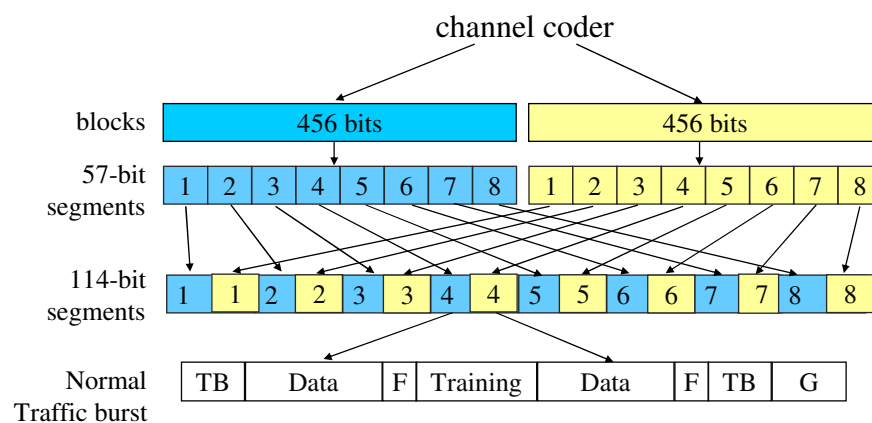 channel coder
blocks
456 bits
456 bits
57-bit
segments
1 2 3 4 5 6 7 8
1 2 3 4 5 6 7 8
114-bit
segments
1 1 2 2 3 3 4 4 5 5 6 6 7 7 8 8
Normal
Traffic burst
TB Data F Training Data F TB G